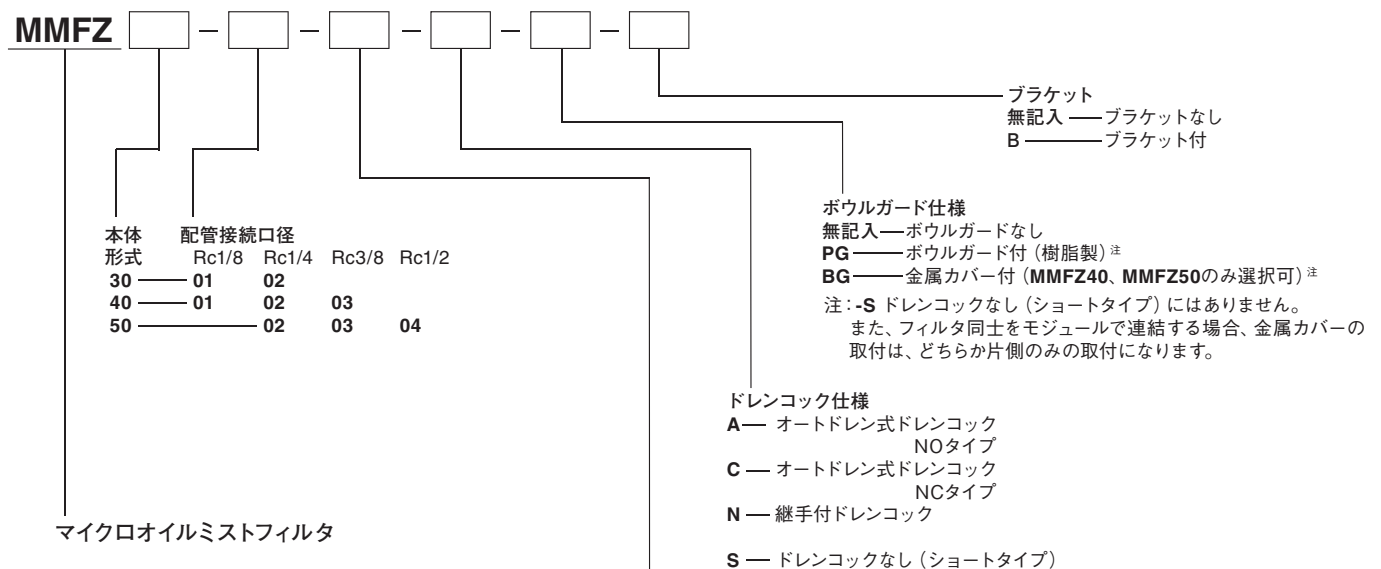 MMFZ □-□-□-□-□-□
ブラケット
無記入 ── ブラケットなし
B ── ブラケット付
ボウルガード仕様
無記入─ボウルガードなし
PG ── ボウルガード付(樹脂製)注
BG ── 金属カバー付(MMFZ40、MMFZ50のみ選択可)注
注:-S ドレンコックなし(ショートタイプ)にはありません。
また、フィルタ同士をモジュールで連結する場合、金属カバーの
取付は、どちらか片側のみの取付になります。
本体 配管接続口径
形式 Rc1/8 Rc1/4 Rc3/8 Rc1/2
30 ── 01 02
40 ── 01 02 03
50 ── 02 03 04
ドレンコック仕様
A ─ オートドレン式ドレンコック
NOタイプ
C ─ オートドレン式ドレンコック
NCタイプ
N ─ 継手付ドレンコック
S ─ ドレンコックなし(ショートタイプ)
マイクロオイルミストフィルタ